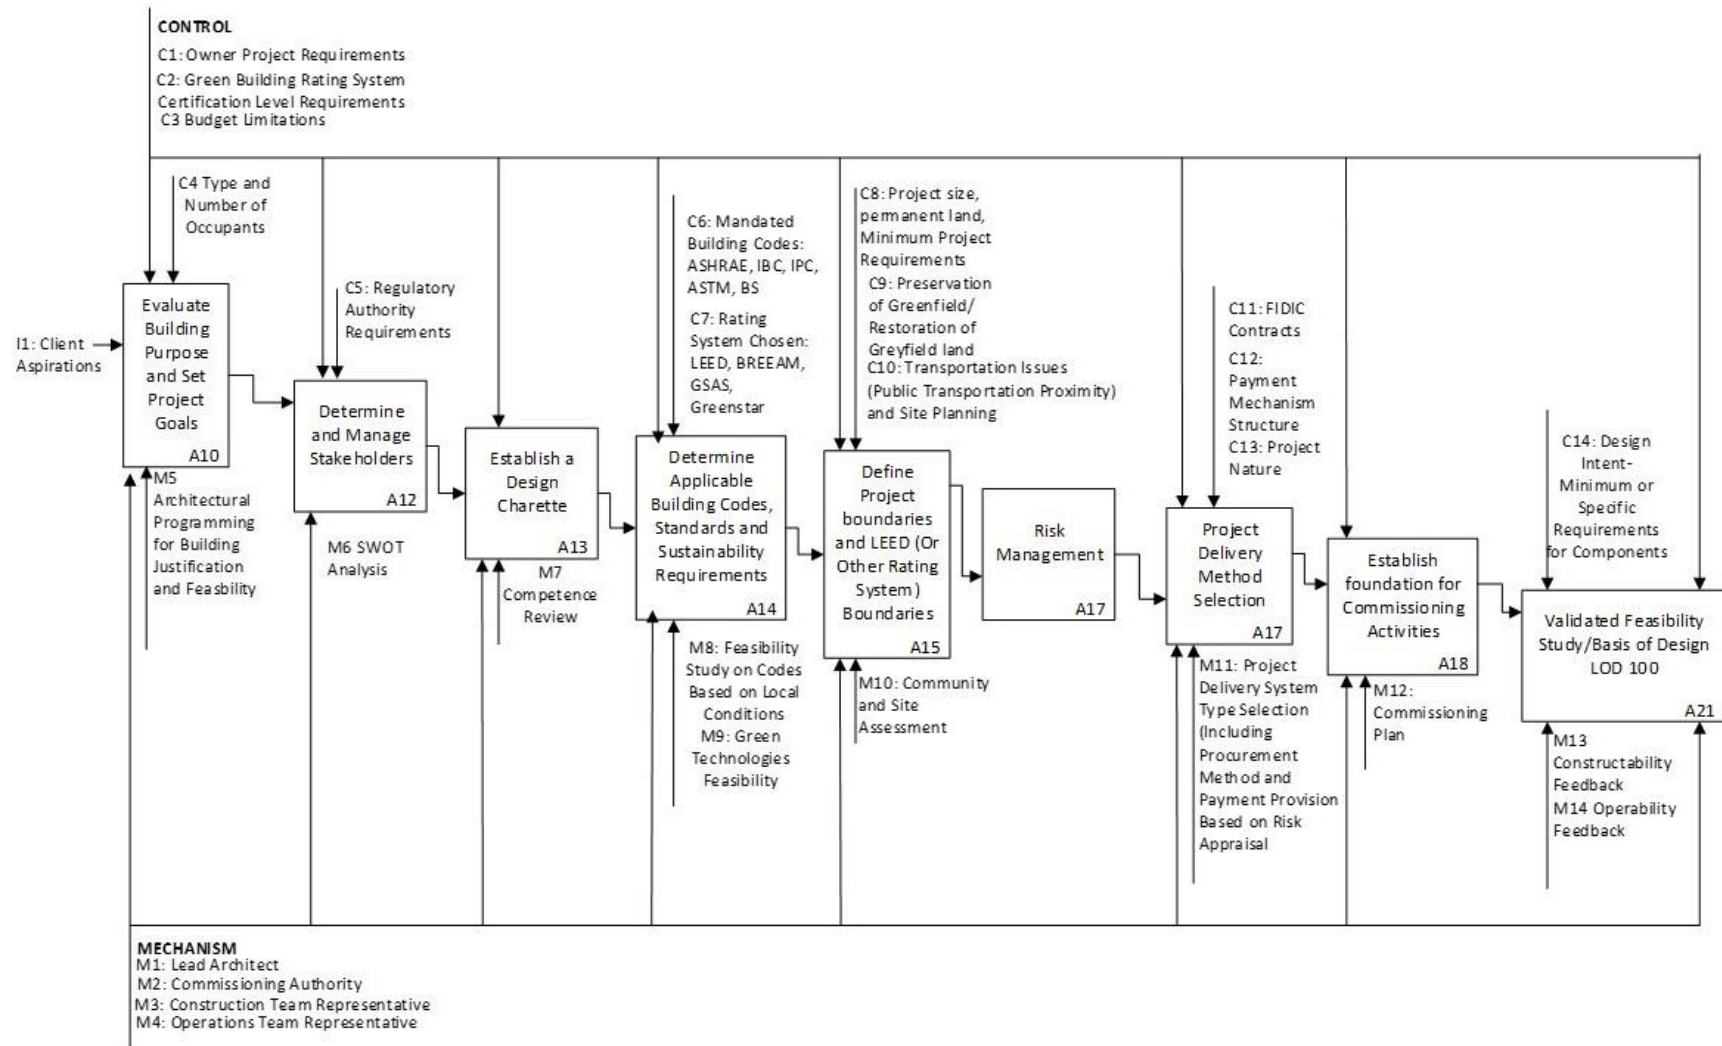 CONTROL
C1: Owner Project Requirements
C2: Green Building Rating System
Certification Level Requirements
C3 Budget Limitations
C4 Type and
Number of
Occupants
I1: Client
Aspirations
Evaluate
Building
Purpose
and Set
Project
Goals
A10
M5
Architectural
Programming
for Building
Justification
and Feasbility
C5: Regulatory
Authority
Requirements
Determine
and Manage
Stakeholders
A12
M6 SWOT
Analysis
Establish a
Design
Charette
A13
M7
Competence
Review
C6: Mandated
Building Codes:
ASHRAE, IBC, IPC,
ASTM, BS
C7: Rating
System Chosen:
LEED, BREEAM,
GSAS,
Greenstar
Determine
Applicable
Building Codes,
Standards and
Sustainability
Requirements
A14
M8: Feasibility
Study on Codes
Based on Local
Conditions
M9: Green
Technologies
Feasibility
C8: Project size,
permanent land,
Minimum Project
Requirements
C9: Preservation
of Greenfield/
Restoration of
Greyfield land
C10: Transportation Issues
(Public Transportation Proximity)
and Site Planning
Define
Project
boundaries
and LEED (Or
Other Rating
System)
Boundaries
A15
M10: Community
and Site
Assessment
Risk
Management
A17
C11: FIDIC
Contracts
C12:
Payment
Mechanism
Structure
C13: Project
Nature
Project
Delivery
Method
Selection
A17
M11: Project
Delivery System
Type Selection
(Including
Procurement
Method and
Payment Provision
Based on Risk
Appraisal
Establish
foundation for
Commissioning
Activities
A18
M12:
Commissioning
Plan
C14: Design
Intent-
Minimum or
Specific
Requirements
for Components
Validated Feasibility
Study/Basis of Design
LOD 100
A21
M13
Constructability
Feedback
M14 Operability
Feedback
MECHANISM
M1: Lead Architect
M2: Commissioning Authority
M3: Construction Team Representative
M4: Operations Team Representative